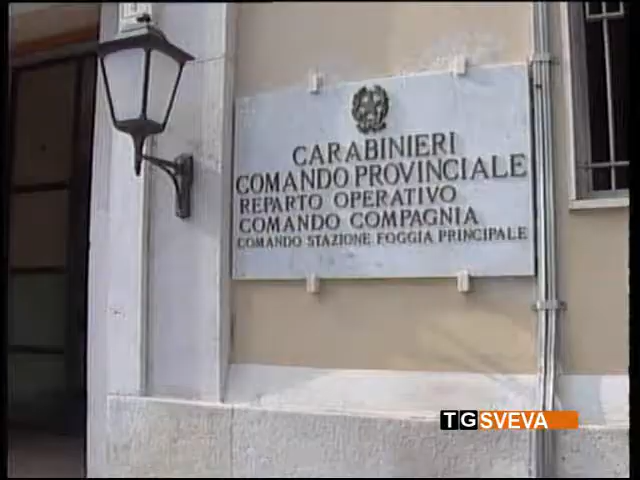 CARABINIERI
COMANDO PROVINCIALE
REPARTO OPERATIVO
COMANDO COMPAGNIA
COMANDO STAZIONE FOGGIA PRINCIPALE
TGSVEVA